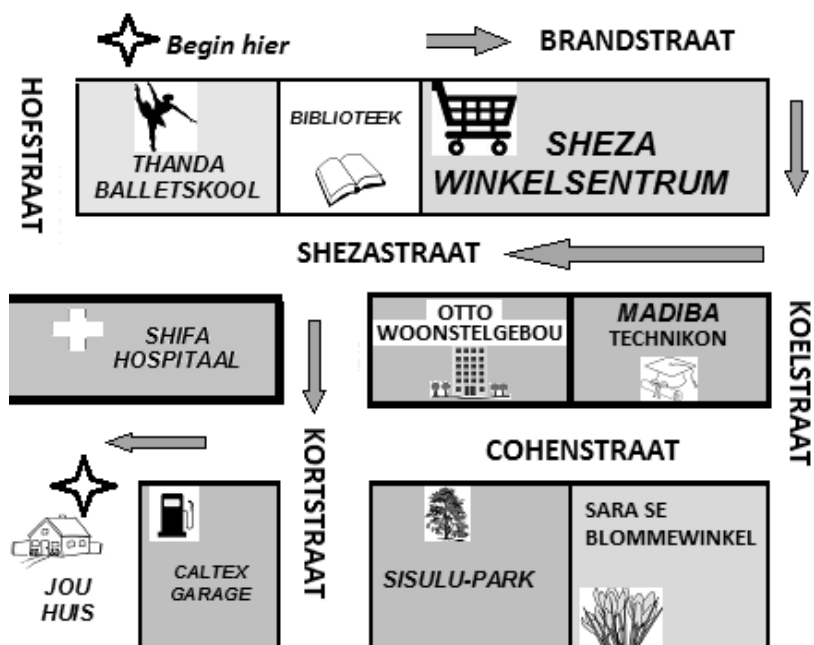 Begin hier
BRANDSTRAAT
HOFSTRAAT
THANDA
BALLETSKOOL
BIBLIOTEEK
SHEZA
WINKELSENTRUM
SHEZASTRAAT
SHIFA
HOSPITAAL
OTTO
WOONSTELGEBOU
MADIBA
TECHNIKON
KOELSTRAAT
KORTSTRAAT
COHENSTRAAT
JOU
HUIS
CALTEX
GARAGE
SISULU-PARK
SARA SE
BLOMMEWINKEL